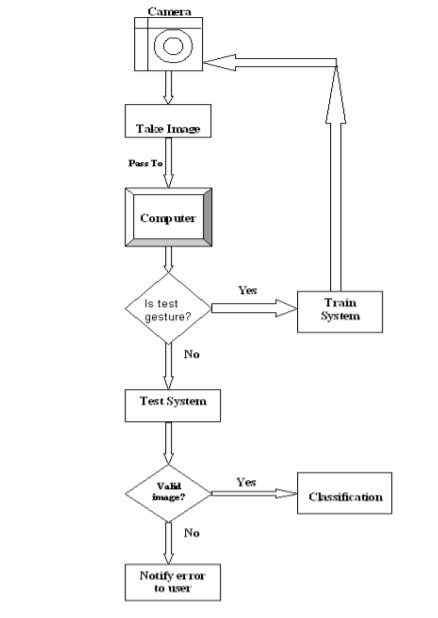 Camera
Take Image
Pass To
Computer
Is test
gesture?
Yes
Train
System
No
Test System
Valid
image?
Yes
Classification
No
Notify error
to user